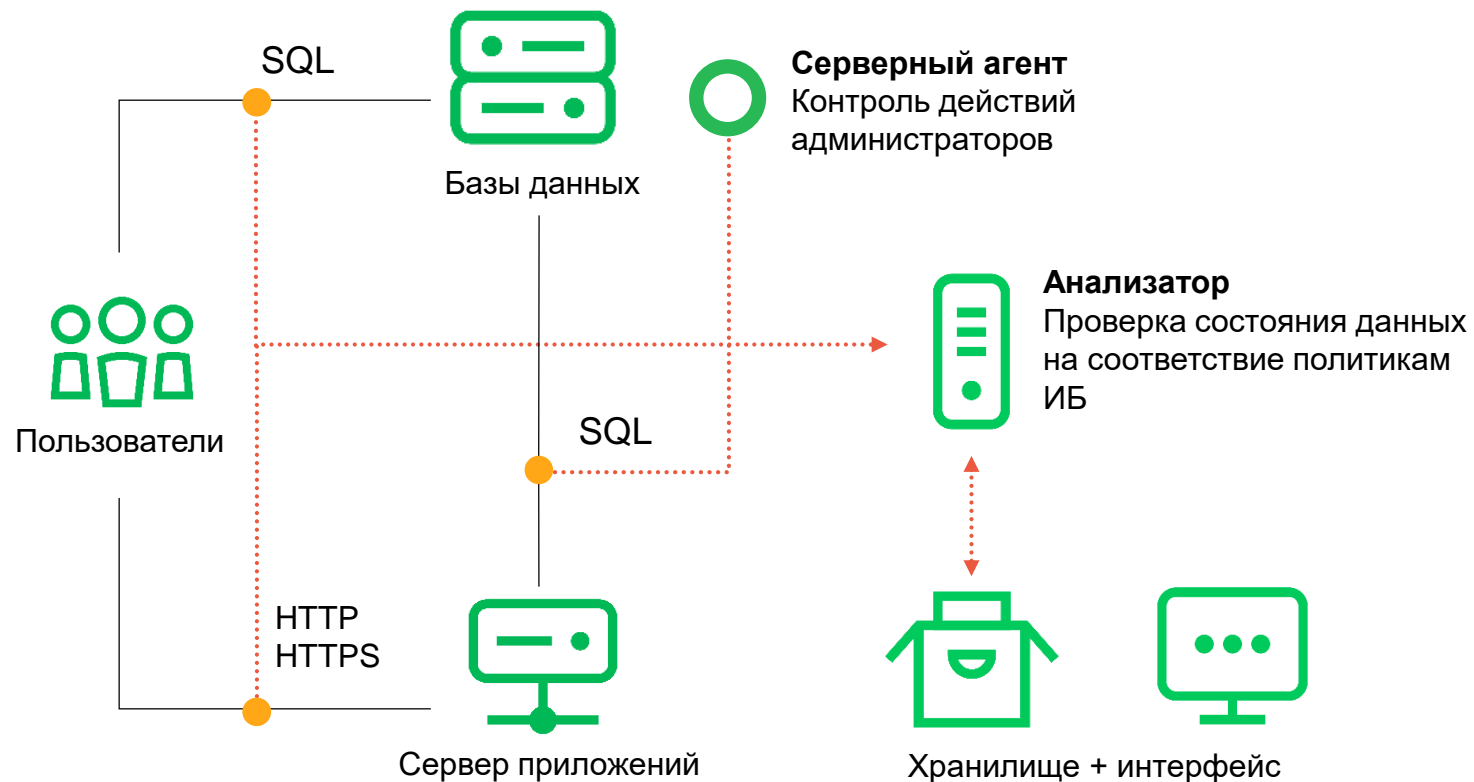 SQL
Серверный агент
Контроль действий
администраторов
Базы данных
Анализатор
Проверка состояния данных
на соответствие политикам
ИБ
Пользователи
SQL
HTTP
HTTPS
Сервер приложений
Хранилище + интерфейс